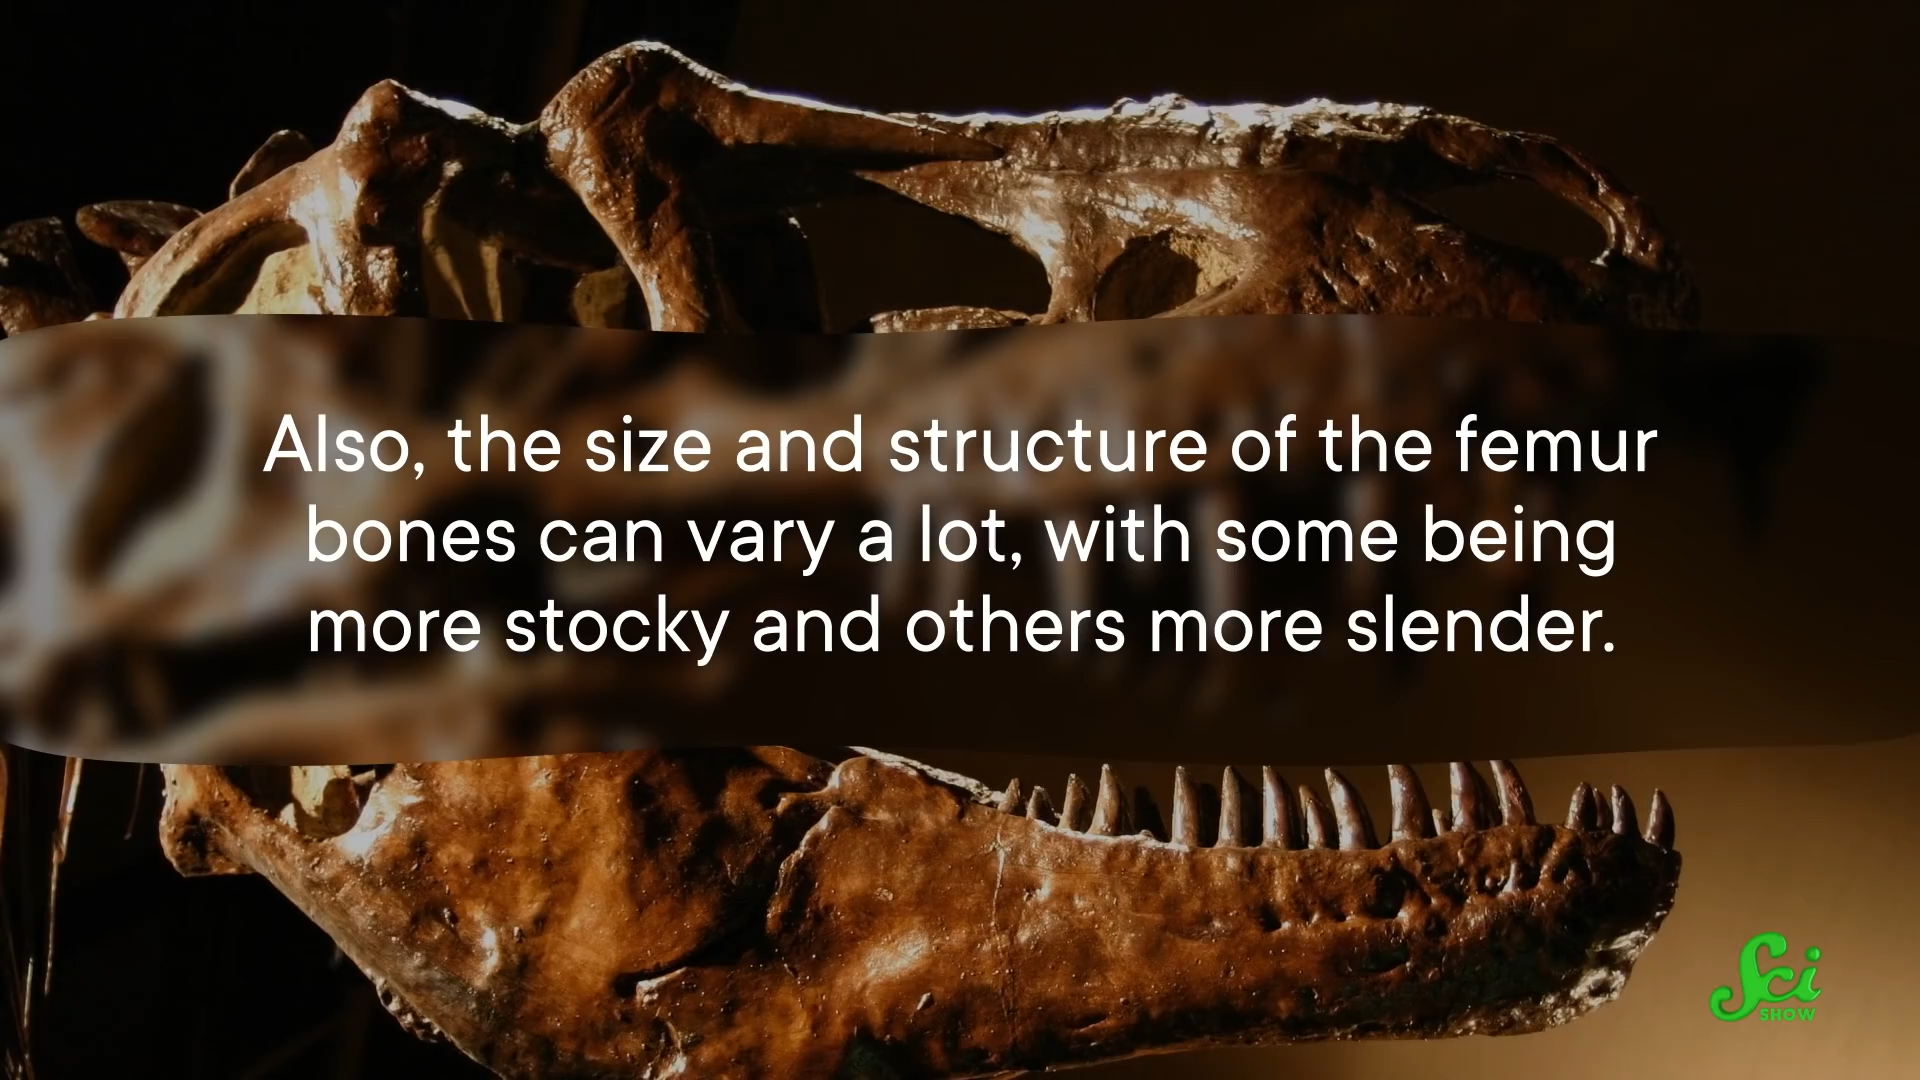 Also, the size and structure of the femur
bones can vary a lot, with some being
more stocky and others more slender.
Sci
SHOW